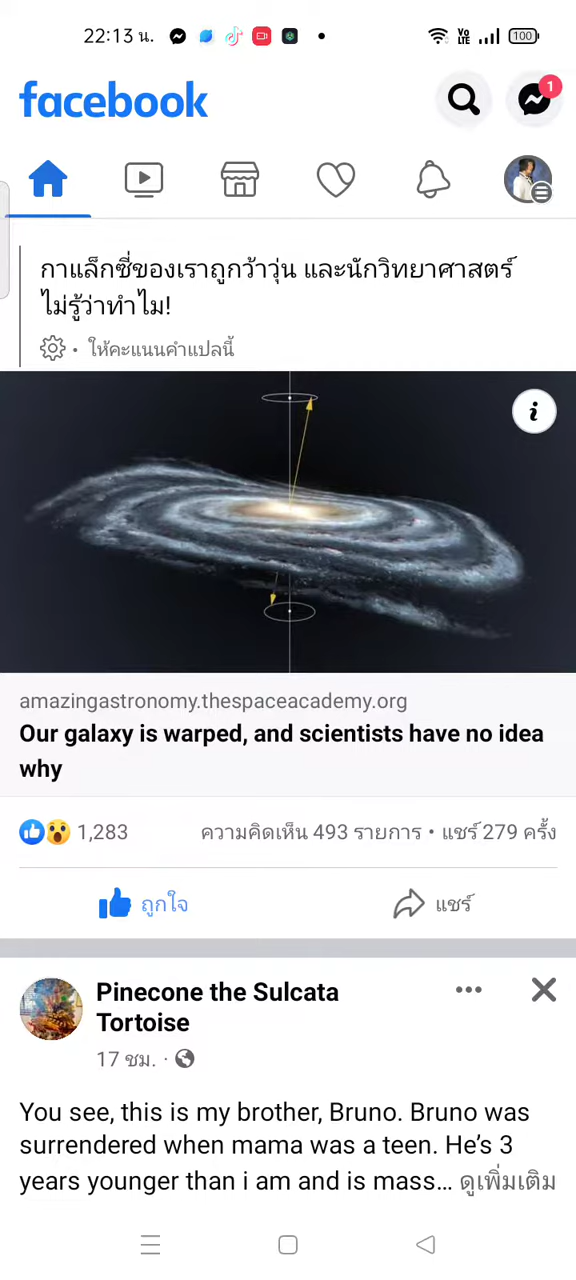 22:13 น.
VO LTE
100
facebook
1
กาแล็กซี่ของเราถูกว้าวุ่น และนักวิทยาศาสตร์
ไม่รู้ว่าทำไม!
· ให้คะแนนคำแปลนี้
i
amazingastronomy.thespaceacademy.org
Our galaxy is warped, and scientists have no idea
why
1,283
ความคิดเห็น 493 รายการ • แชร์ 279 ครั้ง
ถูกใจ
แชร์
Pinecone the Sulcata
Tortoise
17 ชม. ·
You see, this is my brother, Bruno. Bruno was
surrendered when mama was a teen. He’s 3
years younger than i am and is mass... ดูเพิ่มเติม